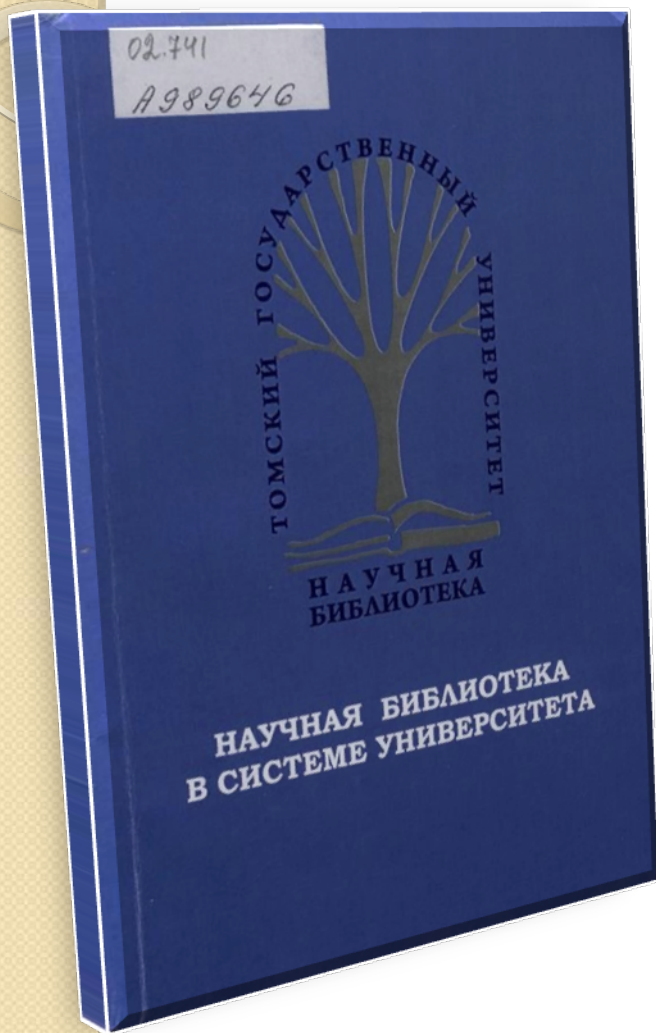 02.741
А989646
ТОМСКИЙ ГОСУДАРСТВЕННЫЙ УНИВЕРСИТЕТ
НАУЧНАЯ
БИБЛИОТЕКА
НАУЧНАЯ БИБЛИОТЕКА
В СИСТЕМЕ УНИВЕРСИТЕТА